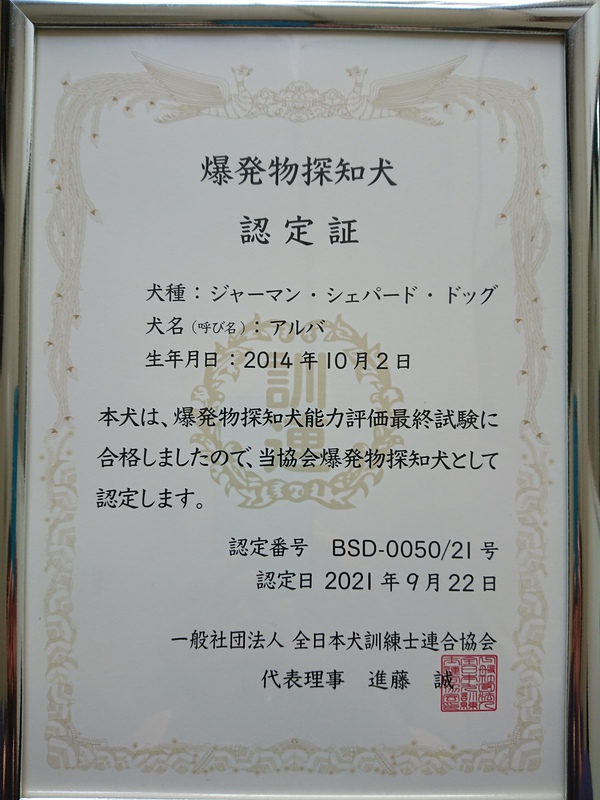 爆発物探知犬
認定証
犬種：ジャーマン・シェパード・ドッグ
犬名（呼び名）：アルバ
生年月日：2014年10月2日
訓
本犬は、爆発物探知犬能力評価最終試験に
合格しましたので、当協会爆発物探知犬として
認定します。
認定番号 BSD-0050/21号
認定日 2021年9月22日
一般社団法人 全日本犬訓練士連合協会
代表理事 進藤 誠